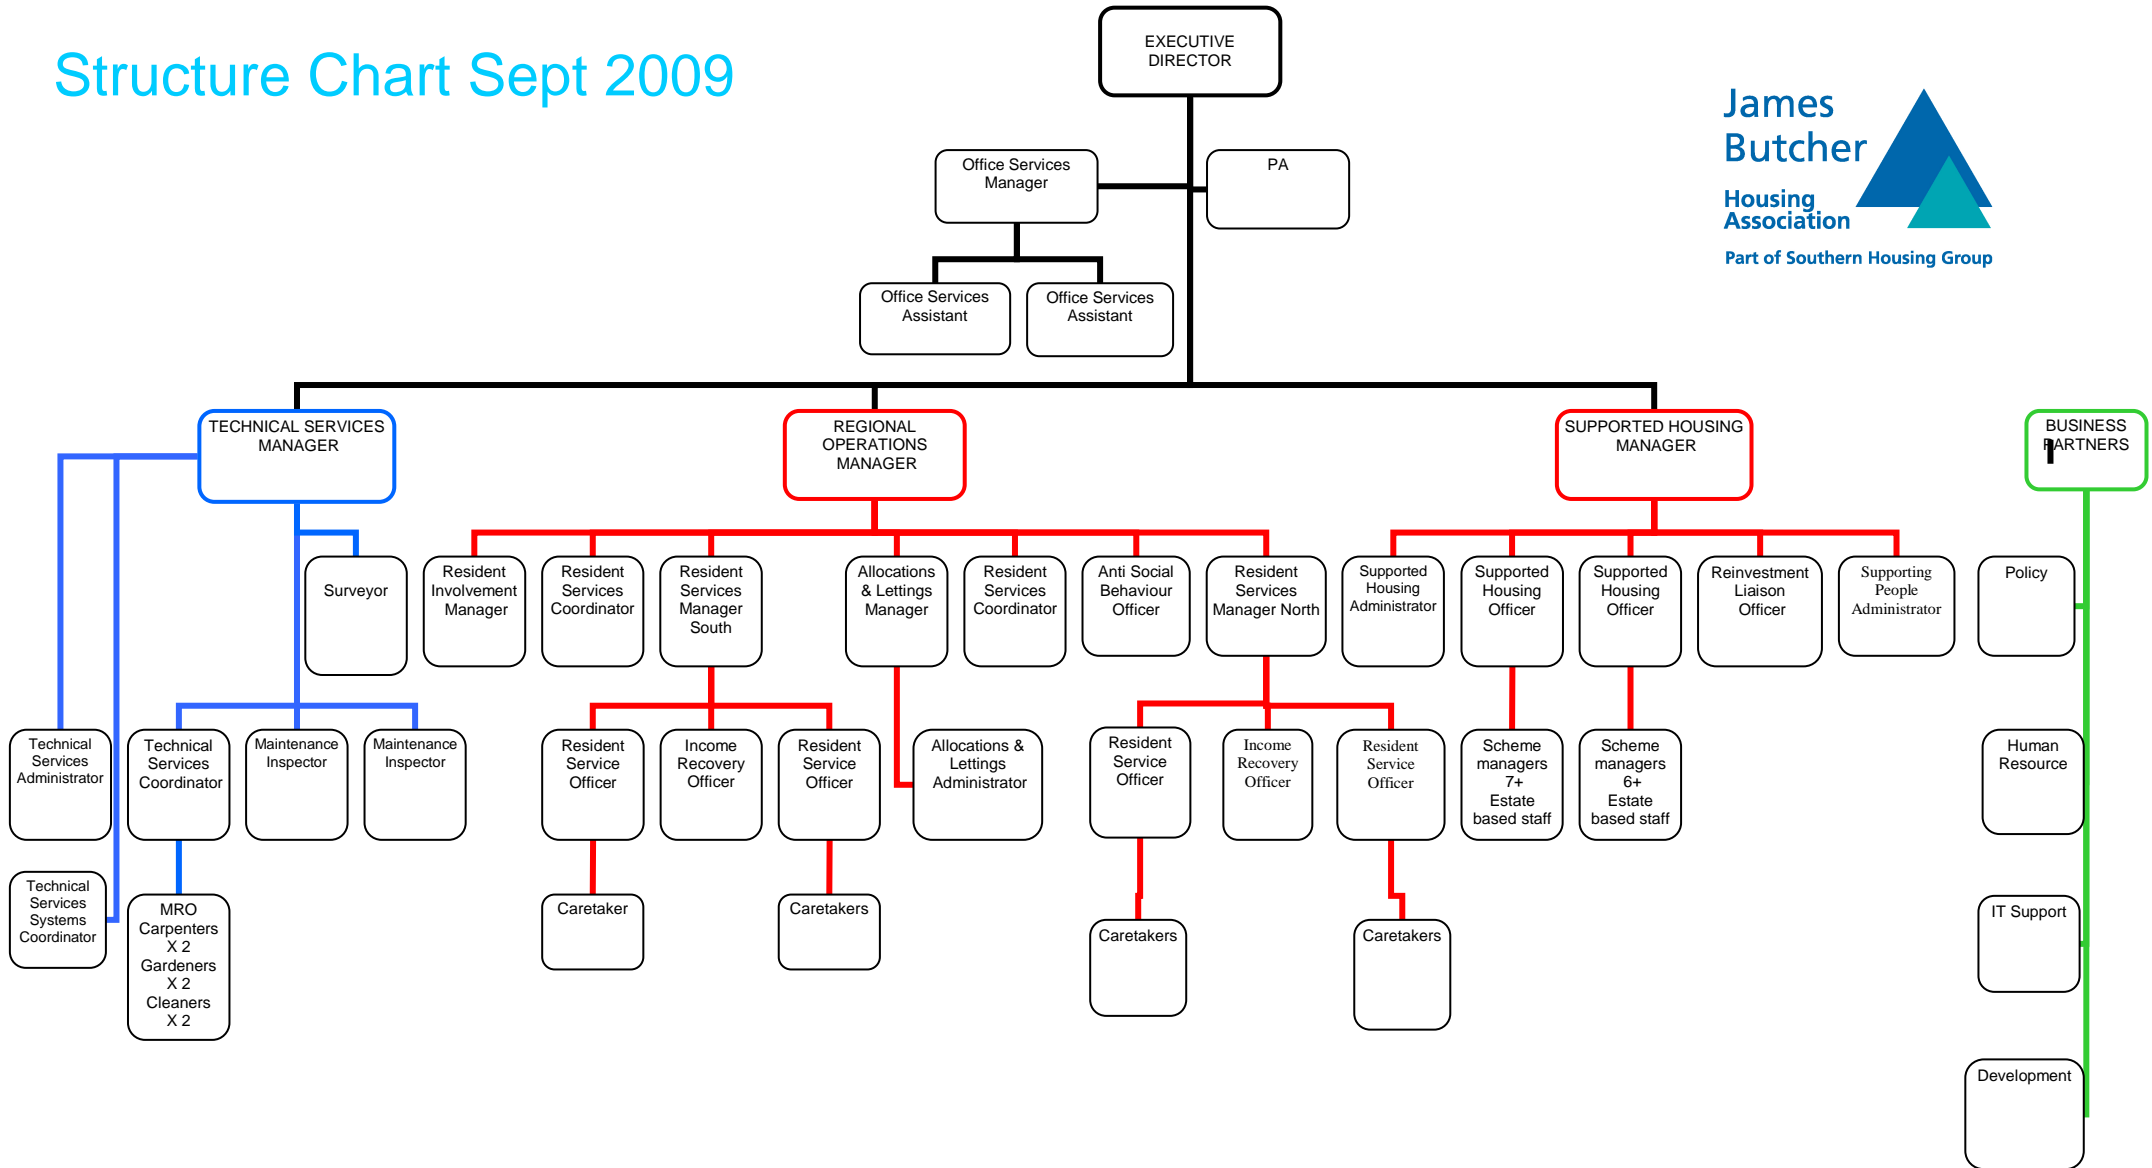 Structure Chart Sept 2009
EXECUTIVE
DIRECTOR
James
Butcher
Housing
Association
Part of Southern Housing Group
Office Services
Manager
PA
Office Services
Assistant
Office Services
Assistant
TECHNICAL SERVICES
MANAGER
REGIONAL
OPERATIONS
MANAGER
SUPPORTED HOUSING
MANAGER
BUSINESS
PARTNERS
Surveyor
Resident
Involvement
Manager
Resident
Services
Coordinator
Resident
Services
Manager
South
Allocations
& Lettings
Manager
Resident
Services
Coordinator
Anti Social
Behaviour
Officer
Resident
Services
Manager North
Supported
Housing
Administrator
Supported
Housing
Officer
Supported
Housing
Officer
Reinvestment
Liaison
Officer
Supporting
People
Administrator
Policy
Technical
Services
Administrator
Technical
Services
Coordinator
Maintenance
Inspector
Maintenance
Inspector
Resident
Service
Officer
Income
Recovery
Officer
Resident
Service
Officer
Allocations &
Lettings
Administrator
Resident
Service
Officer
Income
Recovery
Officer
Resident
Service
Officer
Scheme
managers
7+
Estate
based staff
Scheme
managers
6+
Estate
based staff
Human
Resource
Technical
Services
Systems
Coordinator
MRO
Carpenters
X 2
Gardeners
X 2
Cleaners
X 2
Caretaker
Caretakers
Caretakers
Caretakers
IT Support
Development